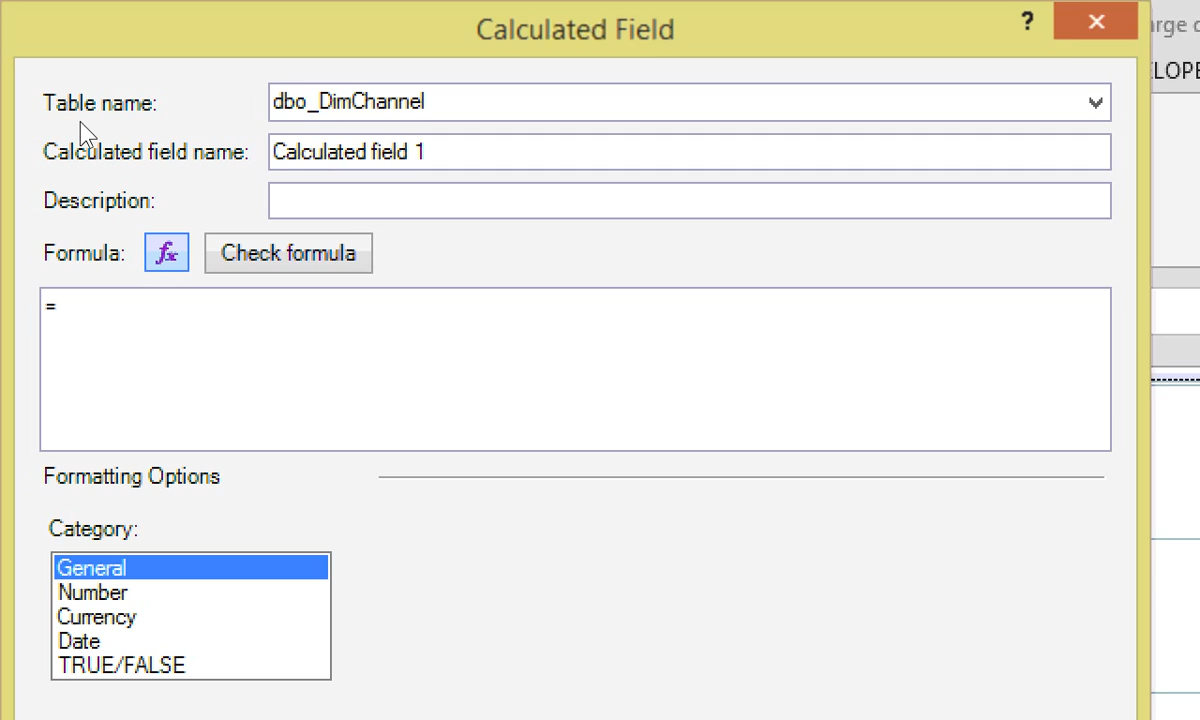 Calculated Field
?
Table name:
dbo_DimChannel
Calculated field name:
Calculated field 1
Description:
Formula:
fx
Check formula
=
Formatting Options
Category:
General
Number
Currency
Date
TRUE/FALSE